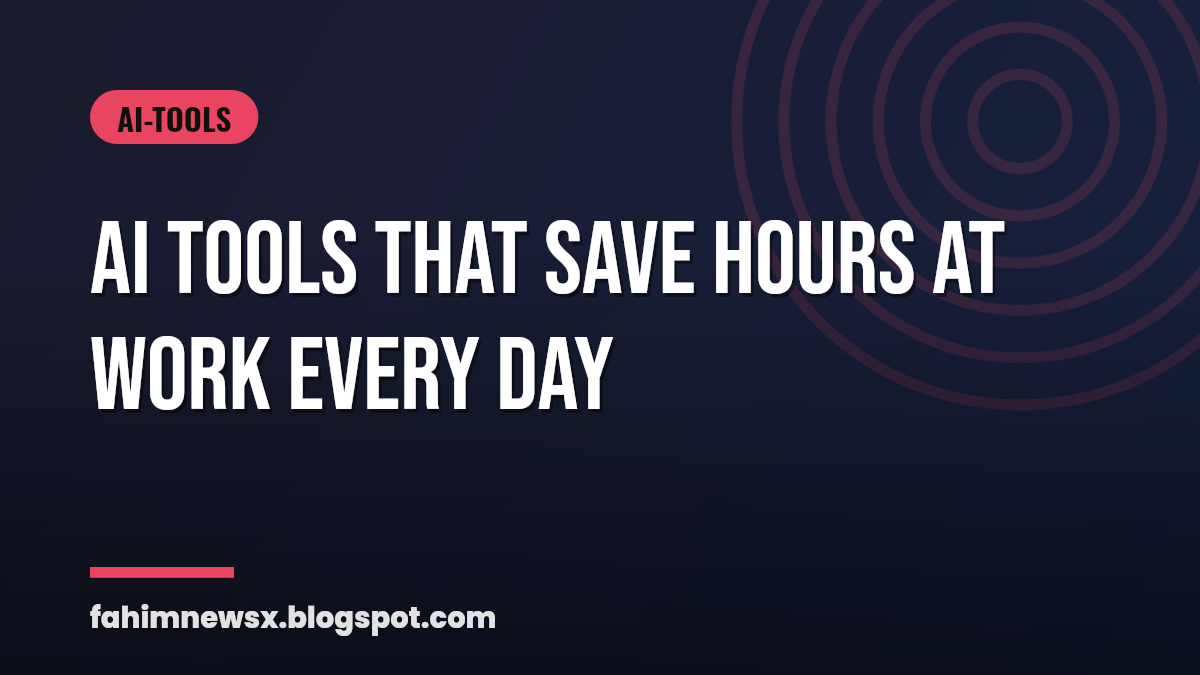 AI-TOOLS
AI TOOLS THAT SAVE HOURS AT
WORK EVERY DAY
fahimnewsx.blogspot.com